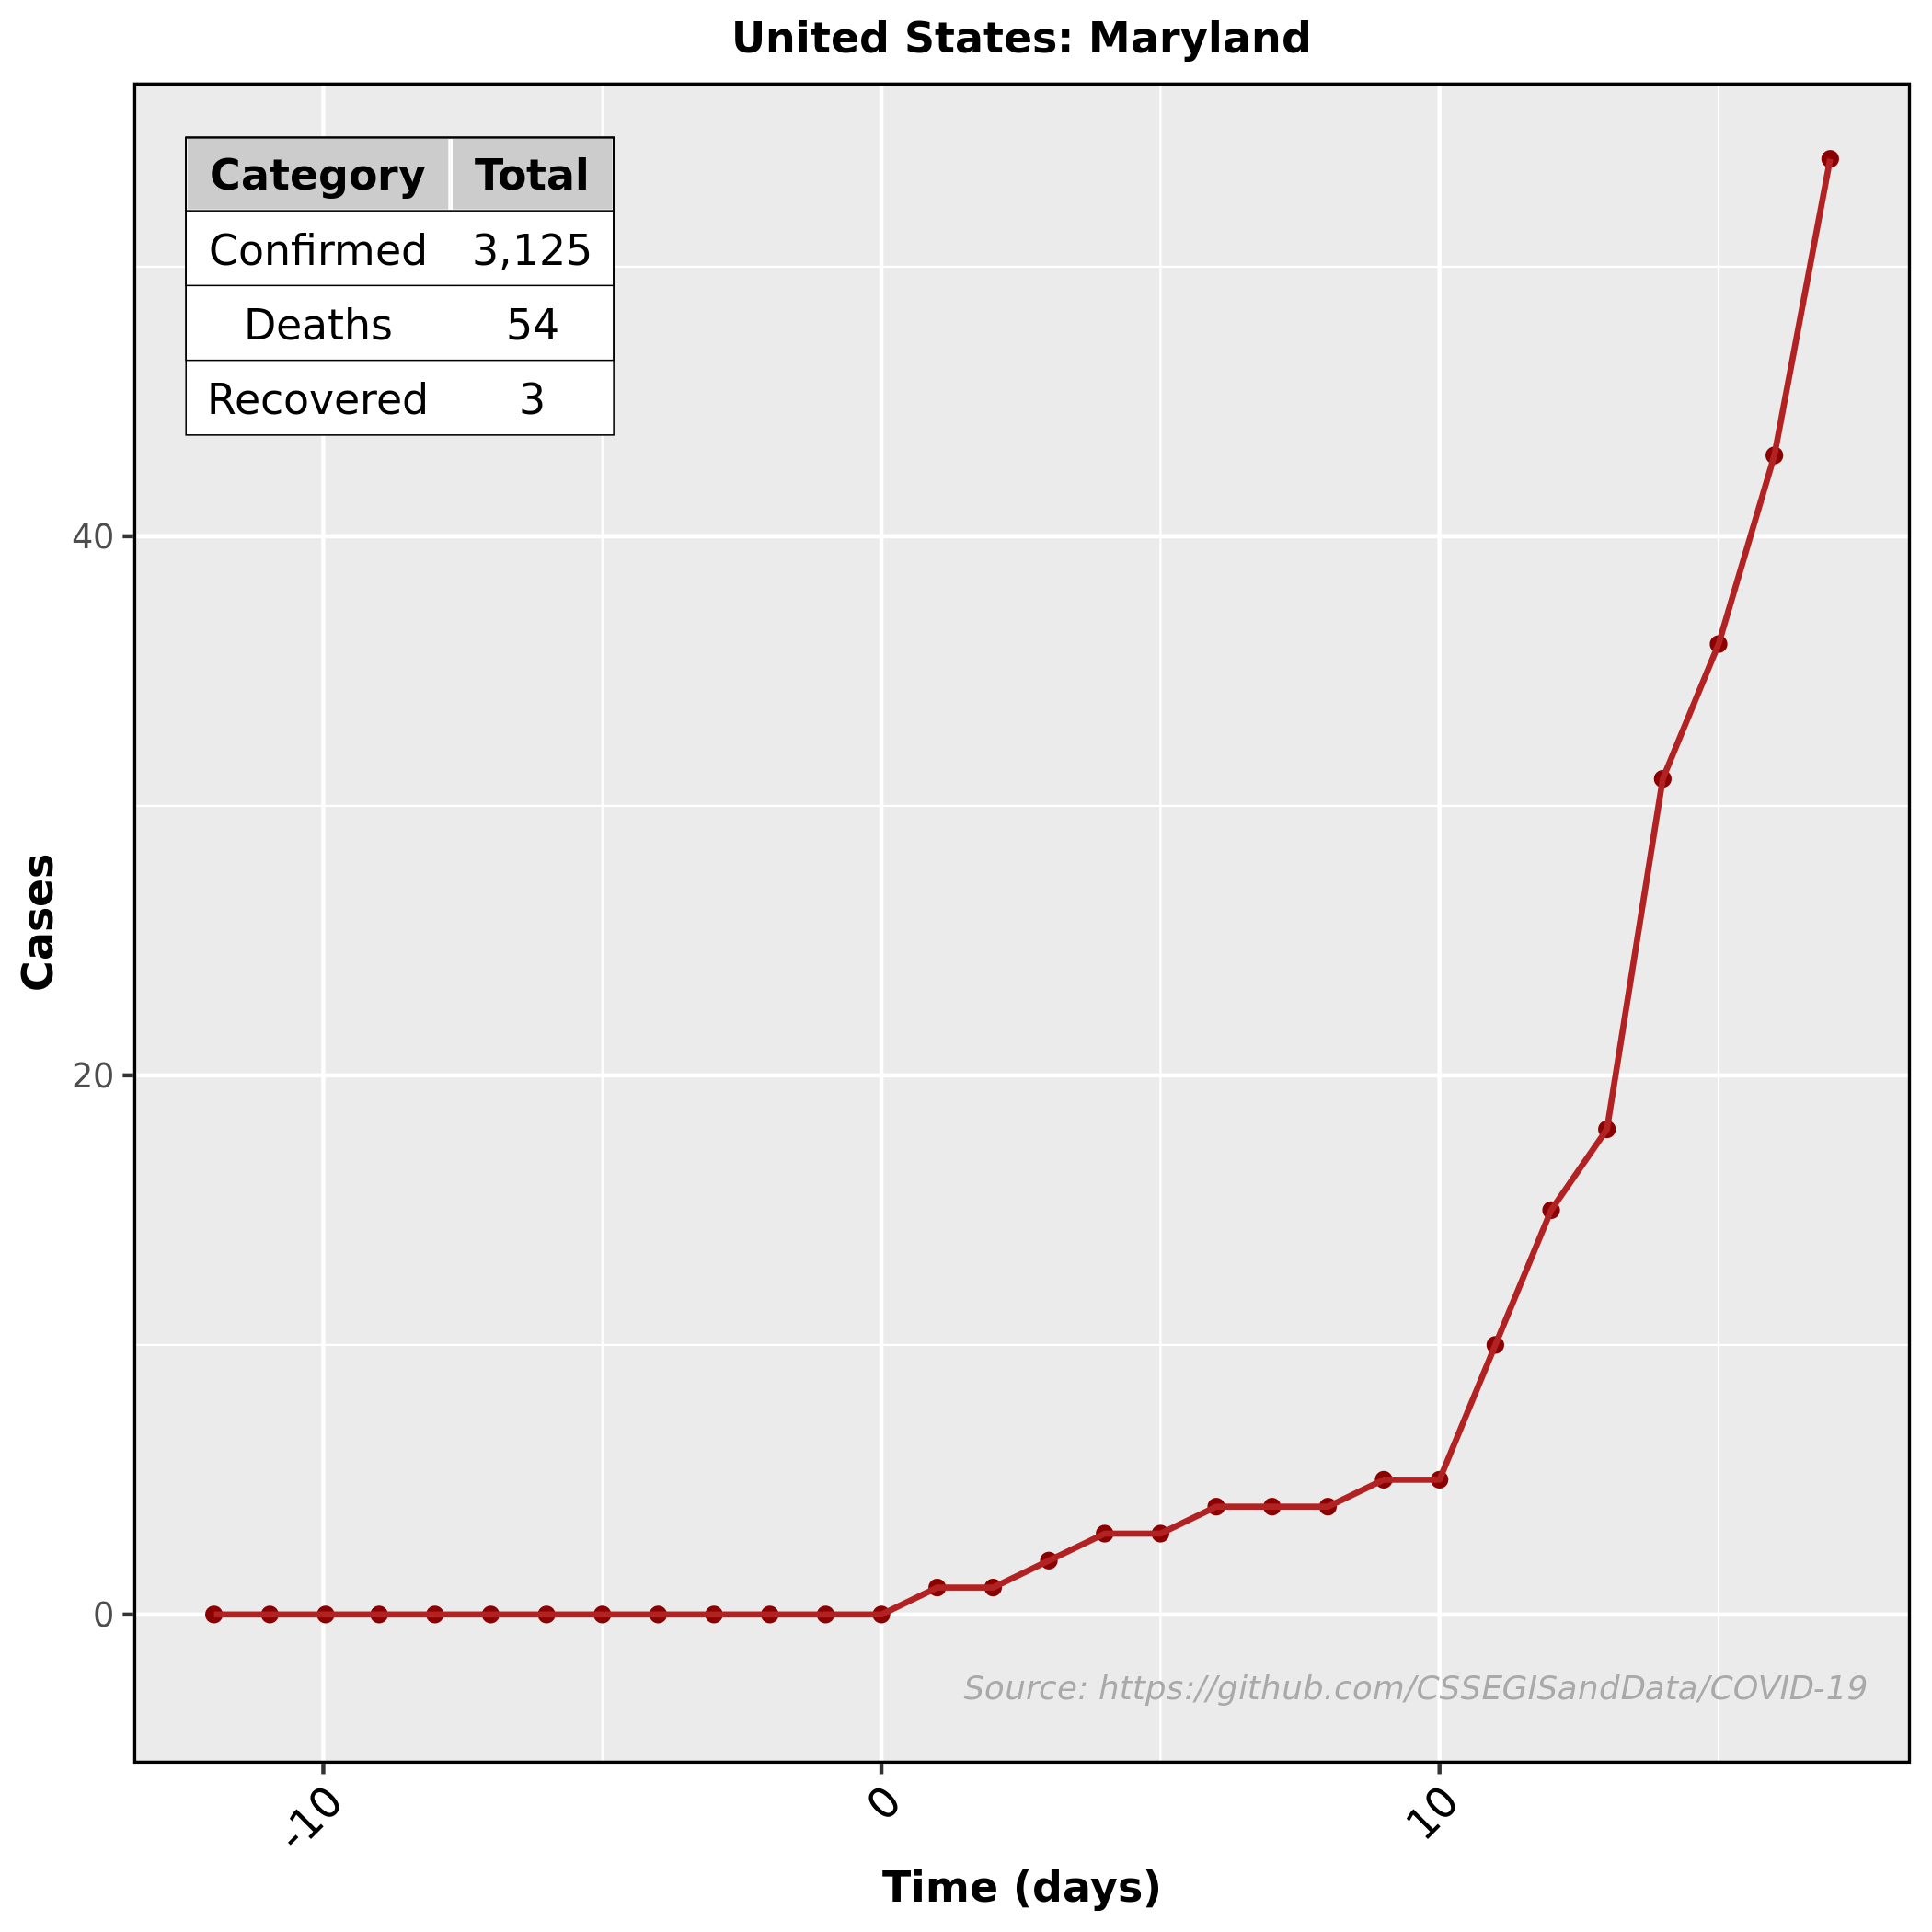 United States: Maryland
Category Total
Confirmed 3,125
Deaths 54
Recovered 3
40
20
0
Cases
Source: https://github.com/CSSEGISandData/COVID-19
-10 0 10
Time (days)